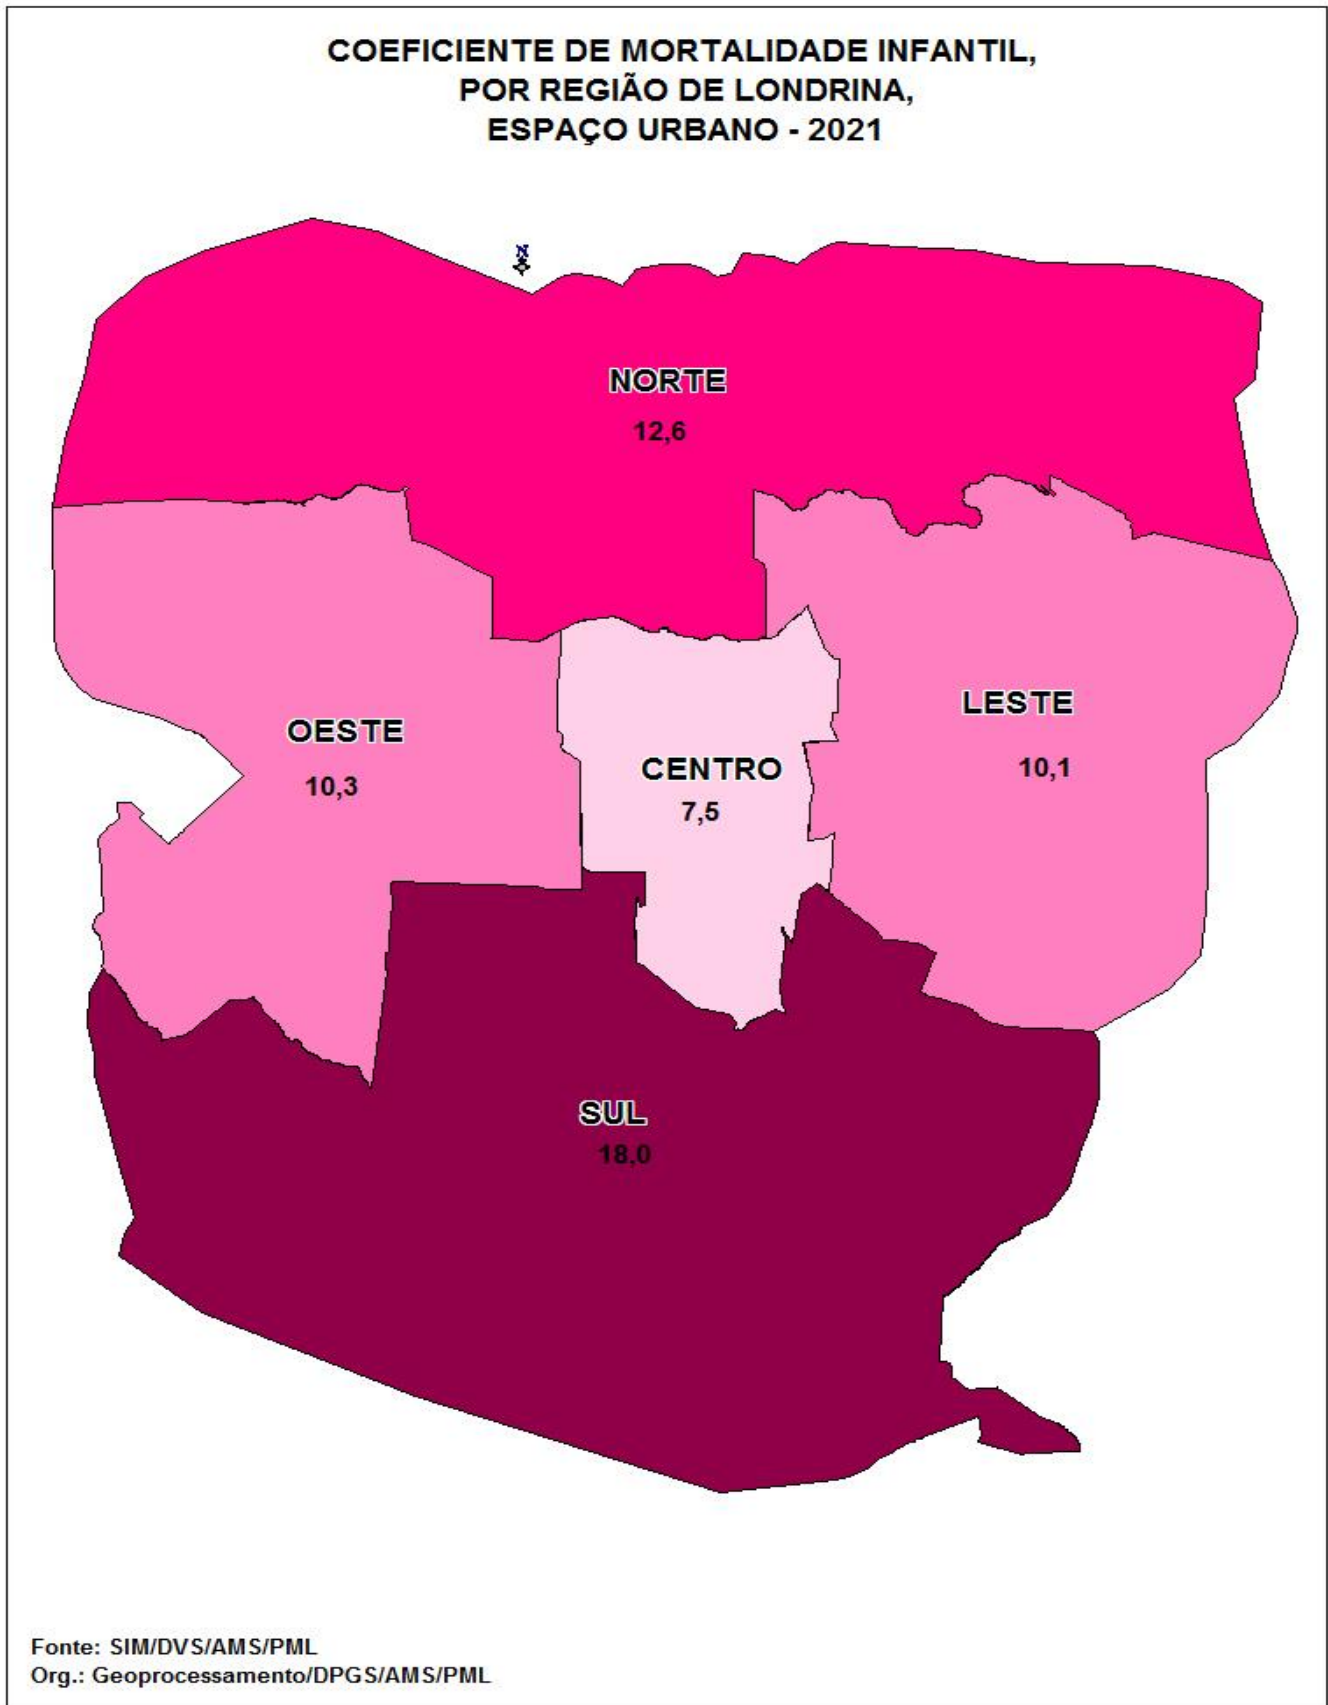 COEFICIENTE DE MORTALIDADE INFANTIL,
POR REGIÃO DE LONDRINA,
ESPAÇO URBANO - 2021
N
NORTE
12,6
OESTE
10,3
CENTRO
7,5
LESTE
10,1
SUL
18,0
Fonte: SIM/DVS/AMS/PML
Org.: Geoprocessamento/DPGS/AMS/PML